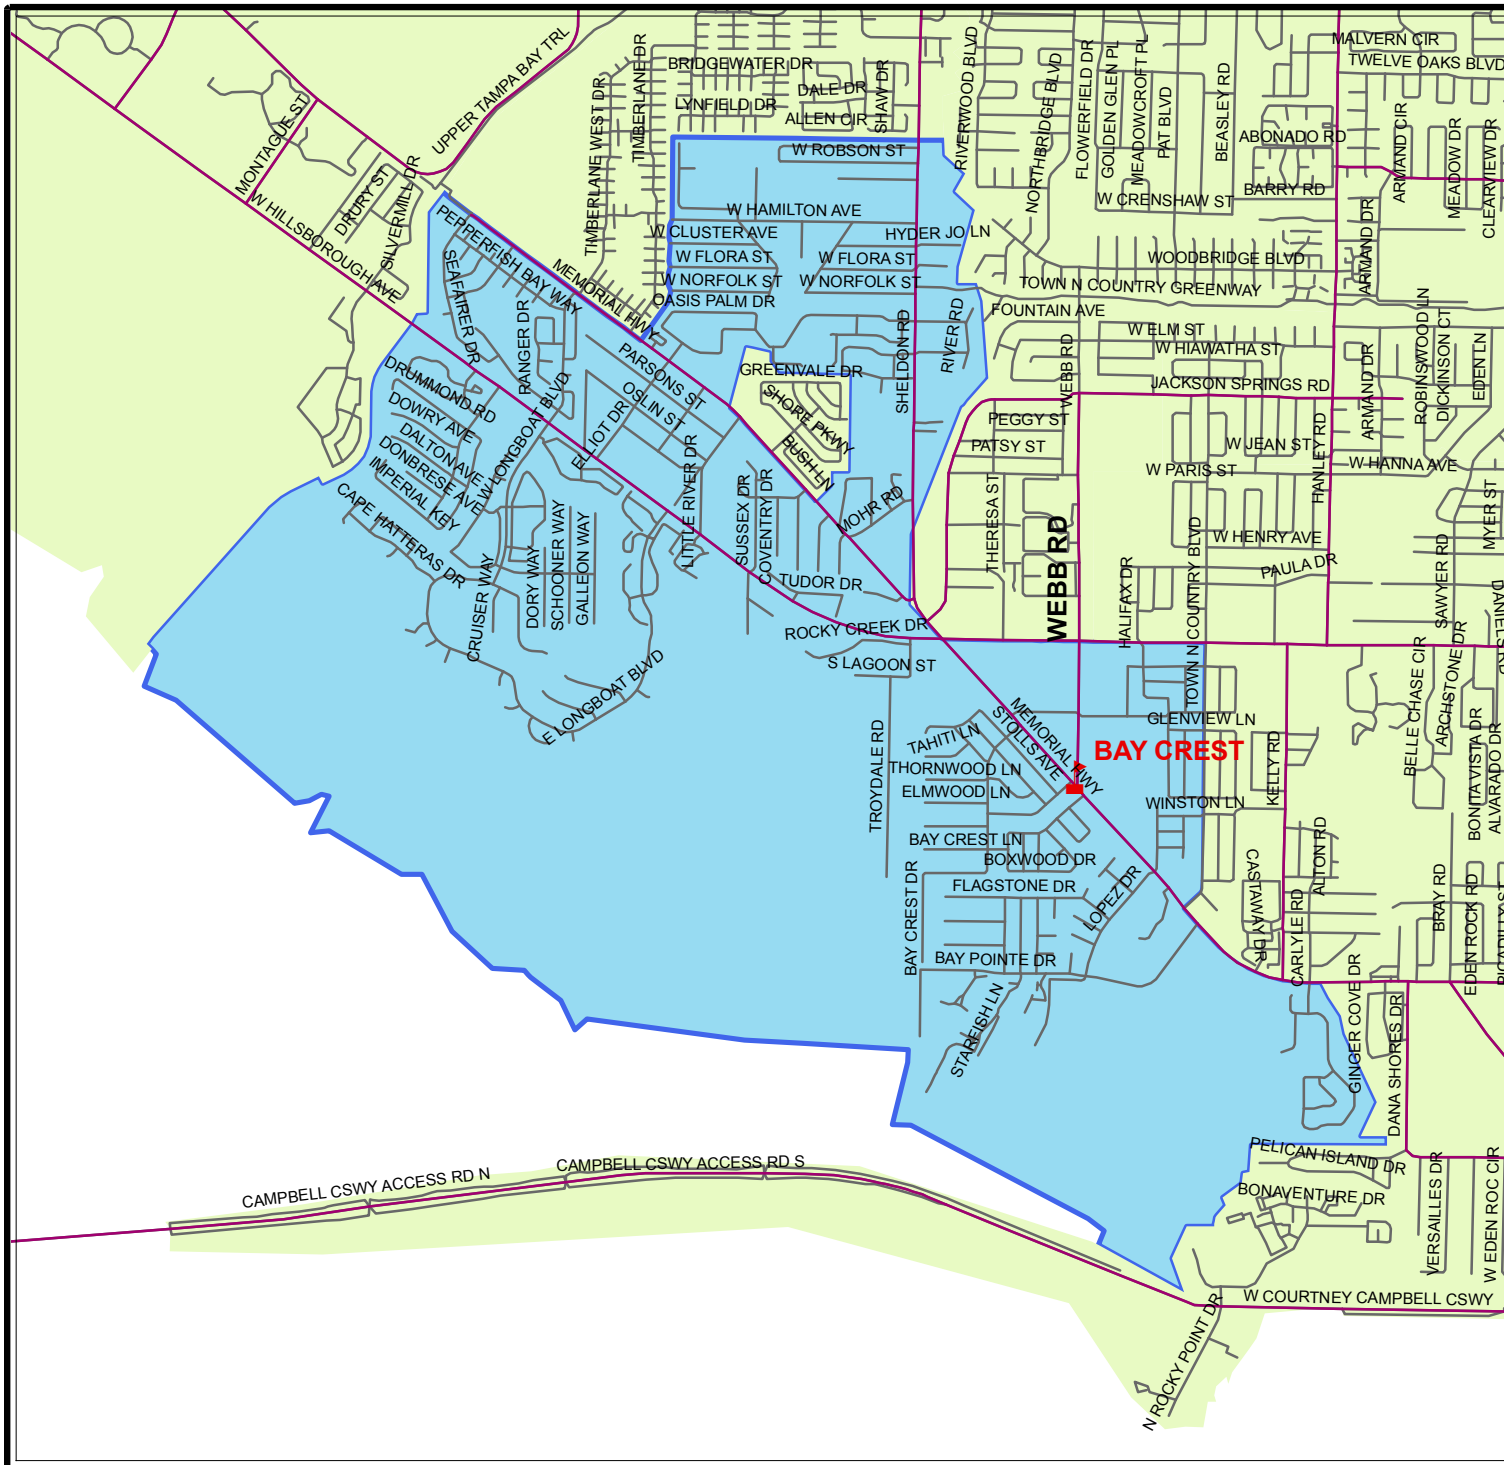 MALVERN CIR
TWELVE OAKS BLVD
UPPER TAMPA BAY TRL
TIMBERLANE DR
BRIDGEWATER DR
DALE DR
SHAW DR
LYNFIELD DR
ALLEN CIR
RIVERWOOD BLVD
NORTHBRIDGE BLVD
FLOWERFIELD DR
GOLDEN GLEN PL
MEADOWCROFT PL
PAT BLVD
BEASLEY RD
ABONADO RD
ARMAND CIR
MEADOW DR
CLEARVIEW DR
MONTAGUE ST
TIMBERLANE WEST DR
W ROBSON ST
BARRY RD
W CRENSHAW ST
DRURY ST
SILVERMILL DR
W HILLSBOROUGH AVE
PEPPERFISH BAY WAY
W HAMILTON AVE
W CLUSTER AVE
HYDER JO LN
W FLORA ST
W FLORA ST
W NORFOLK ST
W NORFOLK ST
OASIS PALM DR
MEMORIAL HWY
SEAFAIRER DR
RANGER DR
WOODBRIDGE BLVD
ARMAND DR
TOWN N COUNTRY GREENWAY
FOUNTAIN AVE
W ELM ST
W HIAWATHA ST
JACKSON SPRINGS RD
WEBB RD
RIVER RD
SHELDON RD
ARMAND DR
ROBINSWOOD LN
DICKINSON CT
EDEN LN
GREENVALE DR
SHORE PKWY
BUSH LN
PARSONS ST
OSLIN ST
ELLIOT DR
DRUMMOND RD
DOWRY AVE
DALTON AVE
DONBRESE AVE
IMPERIAL KEY
W LONGBOAT BLVD
CAPE HATTERAS DR
PEGGY ST
PATSY ST
THERESA ST
W JEAN ST
W PARIS ST
HANLEY RD
W HANNA AVE
W HENRY AVE
PAULA DR
MYER ST
SAWYER RD
DANIELS RD
LITTLE RIVER DR
SUSSEX DR
COVENTRY DR
MOHR RD
TUDOR DR
ROCKY CREEK DR
S LAGOON ST
CRUISER WAY
DORY WAY
SCHOONER WAY
GALLEON WAY
E LONGBOAT BLVD
WEBB RD
HALIFAX DR
TOWN N COUNTRY BLVD
GLENVIEW LN
BAY CREST
MEMORIAL HWY
STOLLS AVE
TAHITI LN
THORNWOOD LN
ELMWOOD LN
TROYDALE RD
WINSTON LN
KELLY RD
BELLE CHASE CIR
ARCHSTONE DR
BONITA VISTA DR
ALVARADO DR
BAY CREST LN
BOXWOOD DR
FLAGSTONE DR
LOPEZ DR
BAY CREST DR
BAY POINTE DR
STARFISH LN
CASTAWAY DR
CARLYLE RD
ALTON RD
BRAY RD
EDEN ROCK RD
GINGER COVE DR
DANA SHORES DR
PELICAN ISLAND DR
BONAVENTURE DR
VERSAILLES DR
W EDEN ROC CIR
CAMPBELL CSWY ACCESS RD N
CAMPBELL CSWY ACCESS RD S
W COURTNEY CAMPBELL CSWY
N ROCKY POINT DR